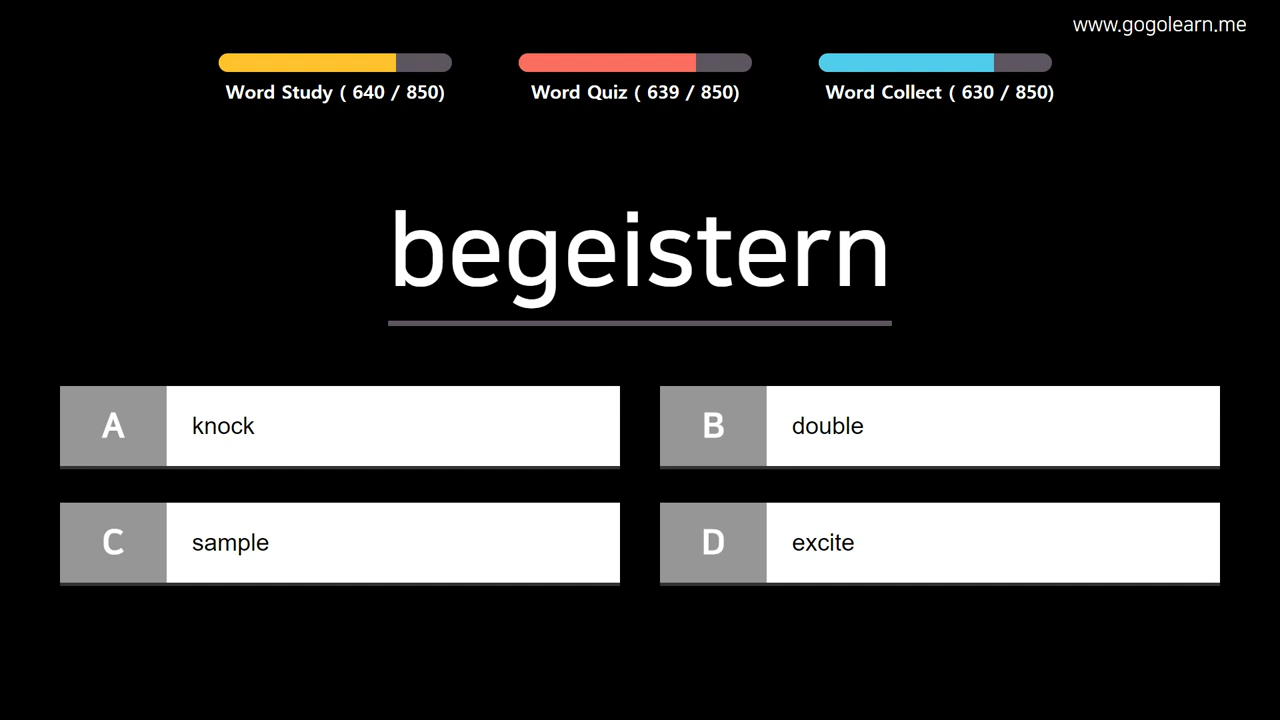 www.gogolearn.me
Word Study ( 640 / 850)
Word Quiz ( 639 / 850)
Word Collect ( 630 / 850)
begeistern
A knock
B double
C sample
D excite